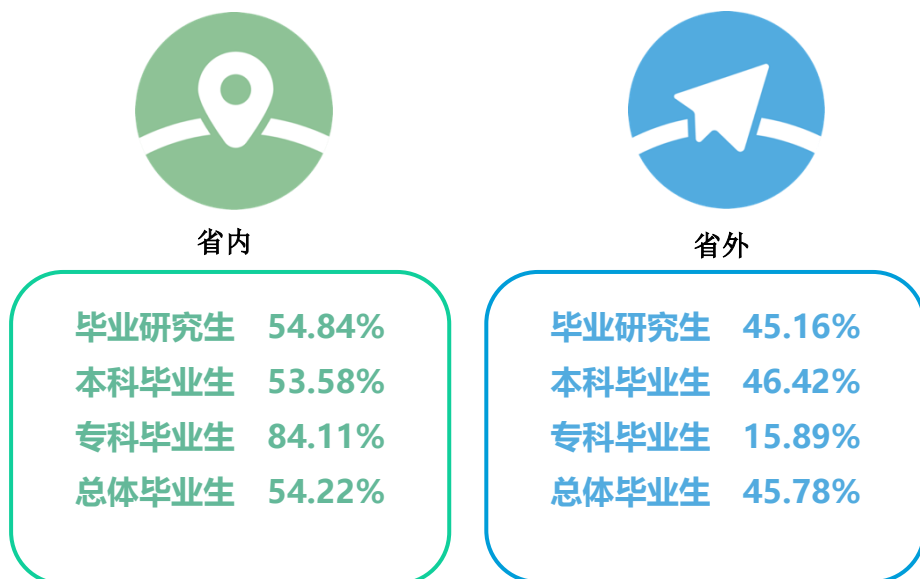 省内
毕业研究生 54.84%
本科毕业生 53.58%
专科毕业生 84.11%
总体毕业生 54.22%
省外
毕业研究生 45.16%
本科毕业生 46.42%
专科毕业生 15.89%
总体毕业生 45.78%